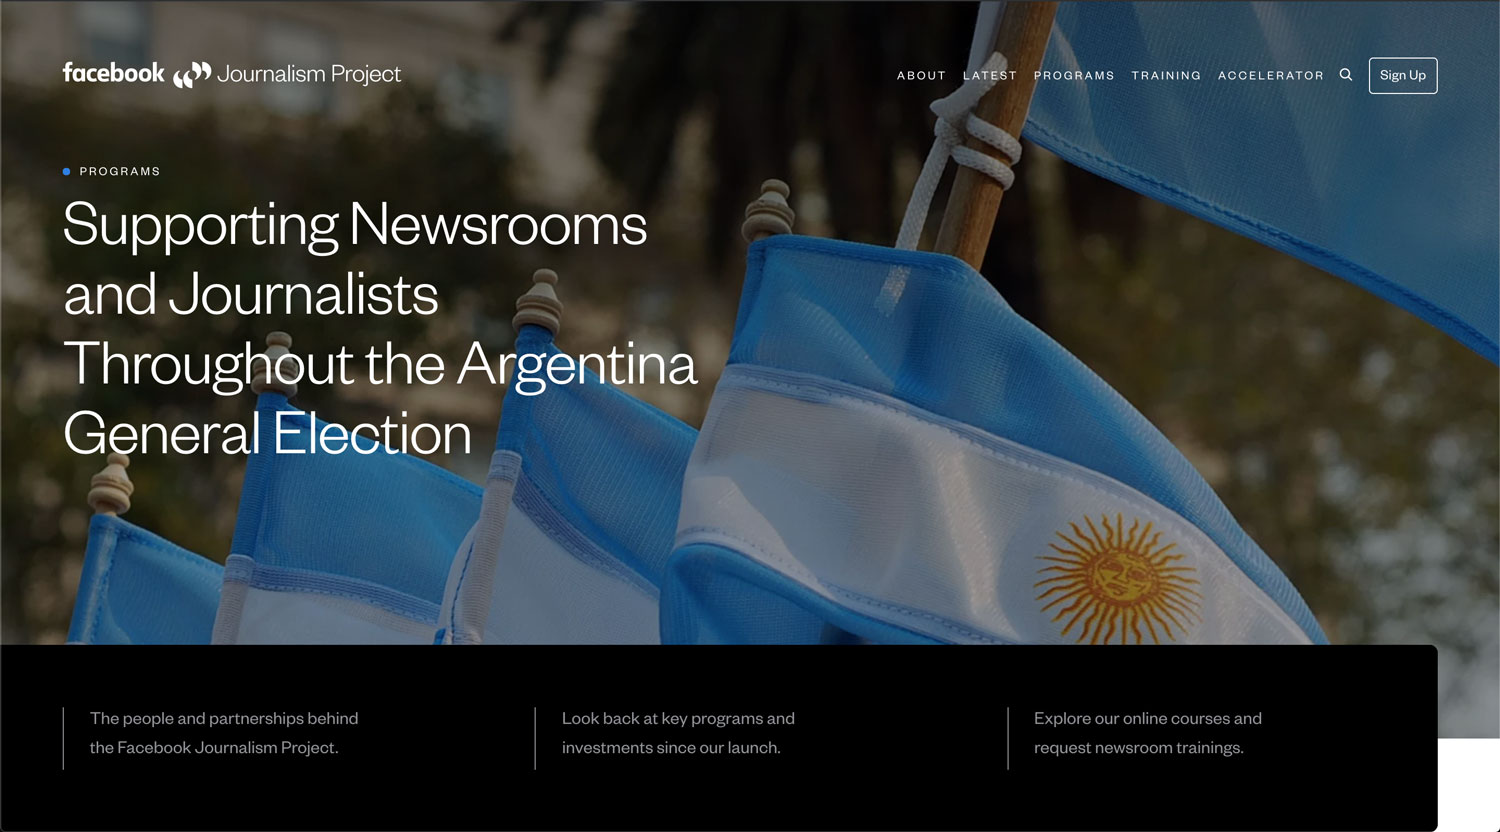 facebook Journalism Project
ABOUT LATEST PROGRAMS TRAINING ACCELERATOR Sign Up
PROGRAMS
Supporting Newsrooms
and Journalists
Throughout the Argentina
General Election
The people and partnerships behind
the Facebook Journalism Project.
Look back at key programs and
investments since our launch.
Explore our online courses and
request newsroom trainings.